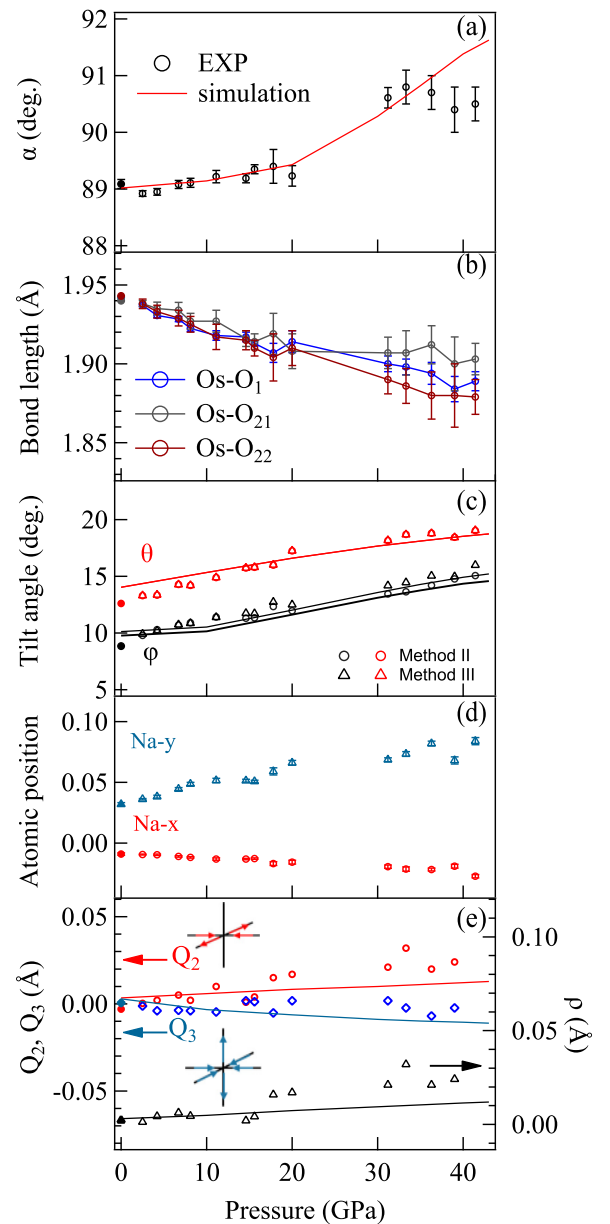 (a)
92
91
90
89
88
α (deg.)
EXP
simulation
(b)
1.95
1.90
1.85
Bond length (Å)
Os-O₁
Os-O₂₁
Os-O₂₂
(c)
20
15
10
5
Tilt angle (deg.)
θ
φ
Method II
Method III
(d)
0.10
0.05
0.00
Atomic position
Na-y
Na-x
(e)
0.05
0.00
-0.05
Q₂, Q₃ (Å)
Q₂
Q₃
0.10
0.05
0.00
ρ (Å)
0 10 20 30 40
Pressure (GPa)